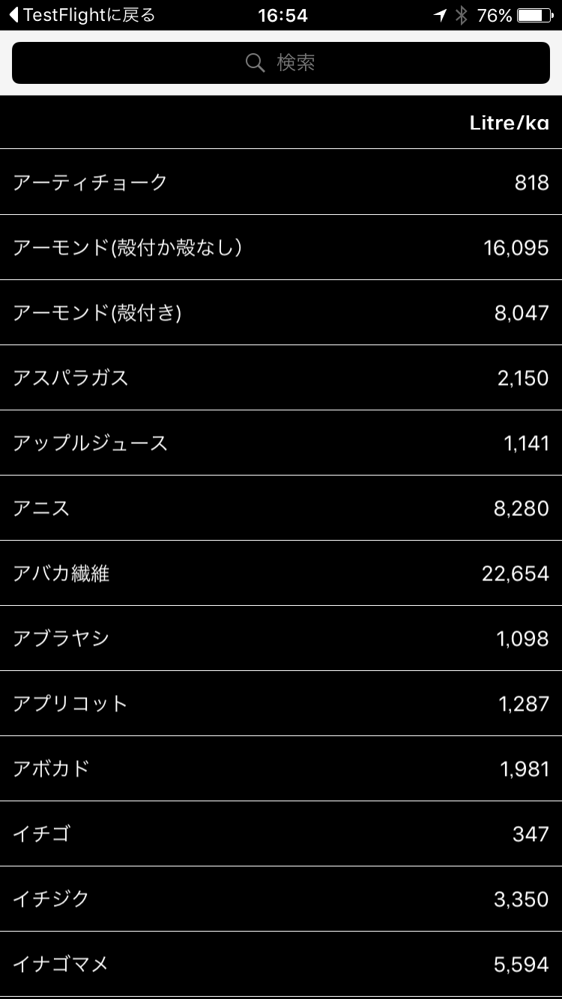 TestFlightに戻る 16:54 76%
検索
Litre/kg
アーティチョーク 818
アーモンド(殻付か殻なし） 16,095
アーモンド(殻付き) 8,047
アスパラガス 2,150
アップルジュース 1,141
アニス 8,280
アバカ繊維 22,654
アブラヤシ 1,098
アプリコット 1,287
アボカド 1,981
イチゴ 347
イチジク 3,350
イナゴマメ 5,594